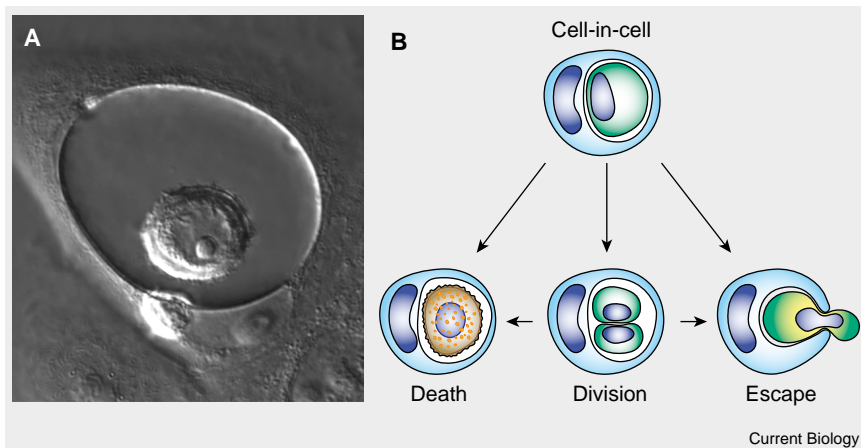 A
B
Cell-in-cell
Death
Division
Escape
Current Biology